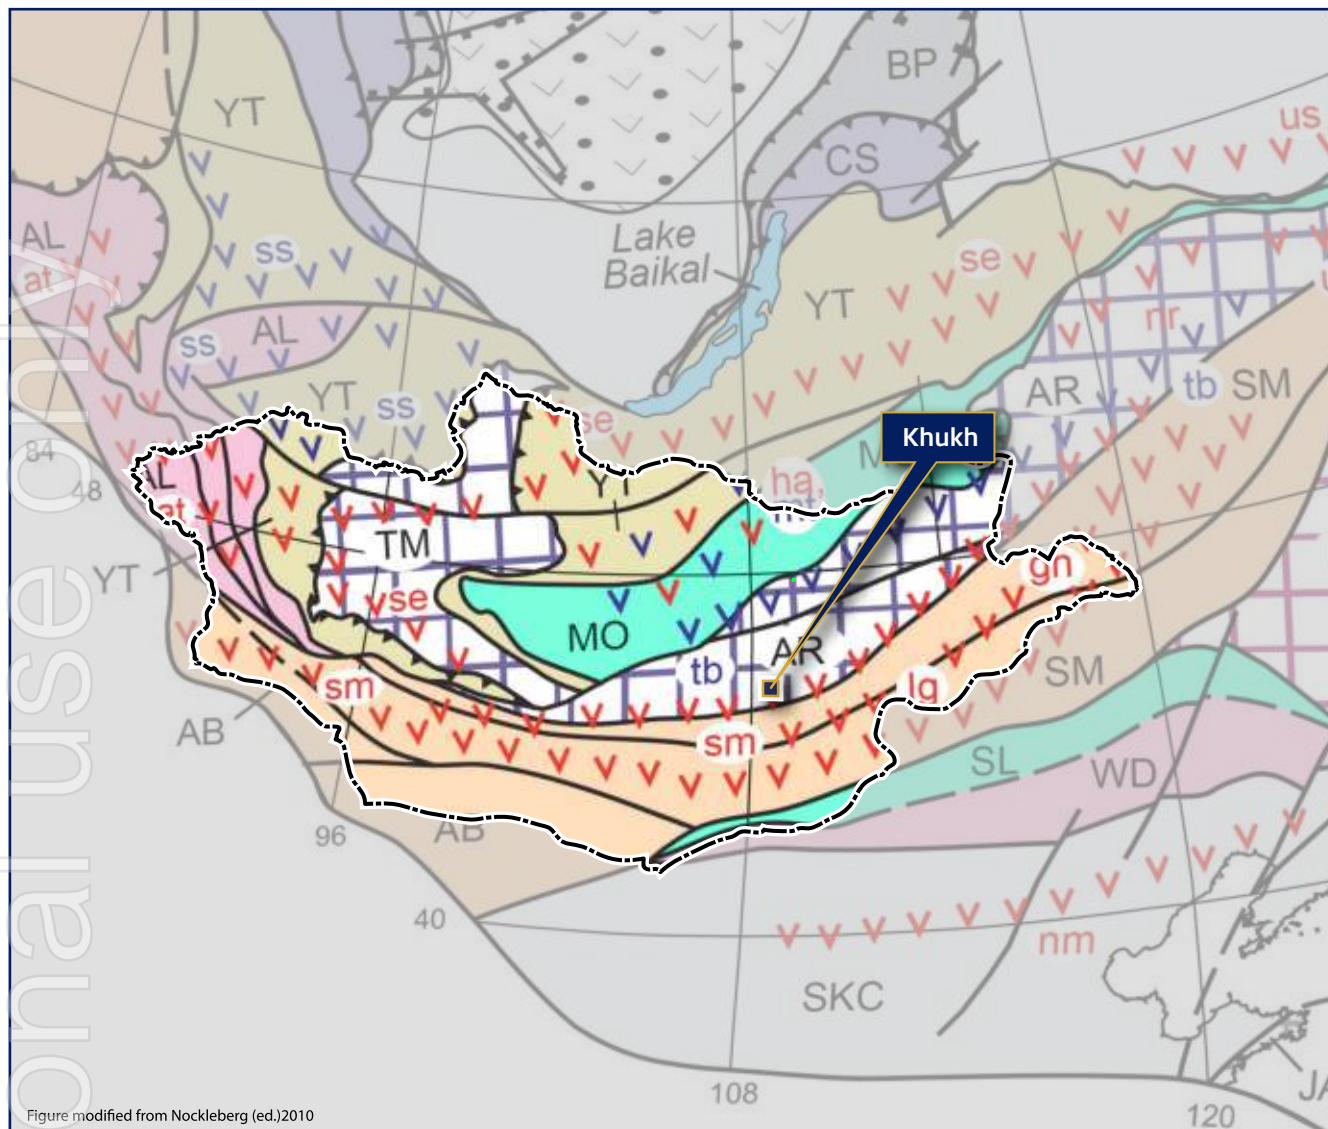 BP
us
YT
CS
AL
at
ss
Lake
Baikal
se
YT
nr
ss
AL
AR
tb
SM
YT
ss
se
Khukh
84
48
AL
at
YT
ha,
mt
M
TM
gn
YT
se
MO
AR
tb
SM
sm
lg
AB
sm
SL
WD
96
AB
40
nm
SKC
108
120
JA
onal use only
Figure modified from Nockleberg (ed.)2010